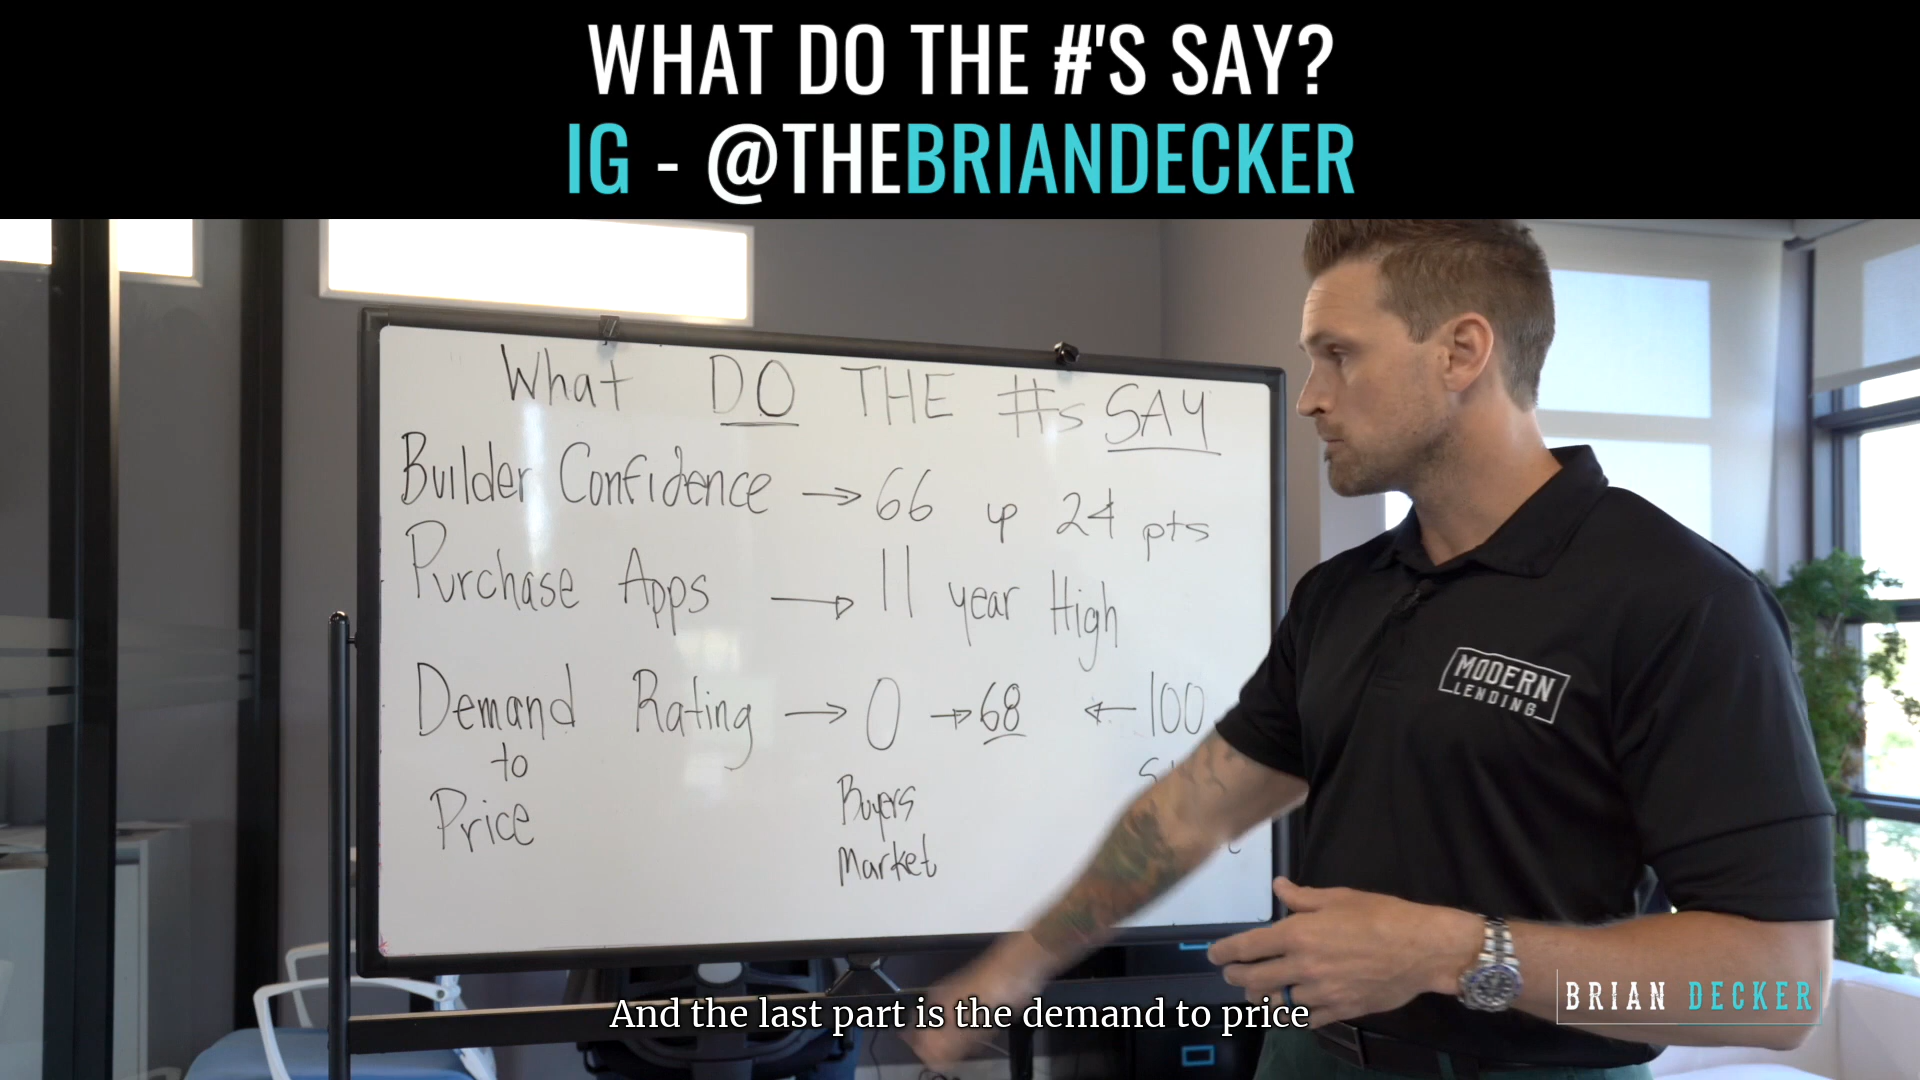 WHAT DO THE #'S SAY?
IG - @THEBRIANDECKER
What DO THE #s SAY
Builder Confidence → 66 up 24 pts
Purchase Apps → 11 year High
Demand Rating → 0 → 68 ← 100
to
Price
Buyers
Market
MODERN
LENDING
BRIAN DECKER
And the last part is the demand to price